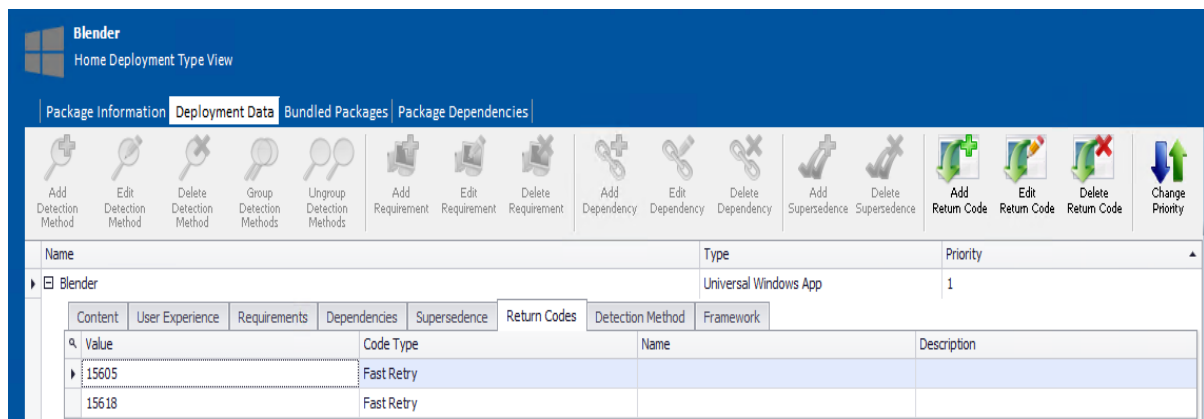 Blender
Home Deployment Type View
Package Information Deployment Data Bundled Packages Package Dependencies
Add Detection Method
Edit Detection Method
Delete Detection Method
Group Detection Methods
Ungroup Detection Methods
Add Requirement
Edit Requirement
Delete Requirement
Add Dependency
Edit Dependency
Delete Dependency
Add Supersedence
Delete Supersedence
Add Return Code
Edit Return Code
Delete Return Code
Change Priority
Name Type Priority
Blender Universal Windows App 1
Content User Experience Requirements Dependencies Supersedence Return Codes Detection Method Framework
Value Code Type Name Description
15605 Fast Retry
15618 Fast Retry